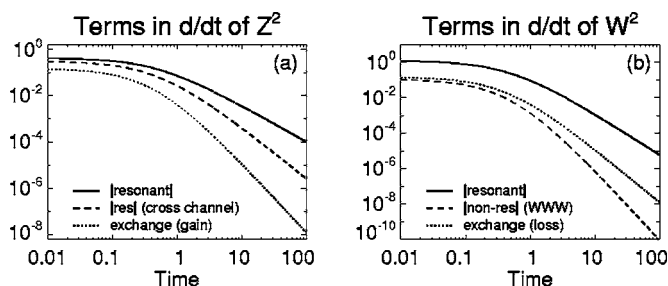 Terms in d/dt of Z²
(a)
10⁰
10⁻²
10⁻⁴
10⁻⁶
10⁻⁸
|resonant|
|res| (cross channel)
exchange (gain)
0.01 0.1 1 10 100
Time
Terms in d/dt of W²
(b)
10⁰
10⁻²
10⁻⁴
10⁻⁶
10⁻⁸
10⁻¹⁰
|resonant|
|non-res| (WWW)
exchange (loss)
0.01 0.1 1 10 100
Time